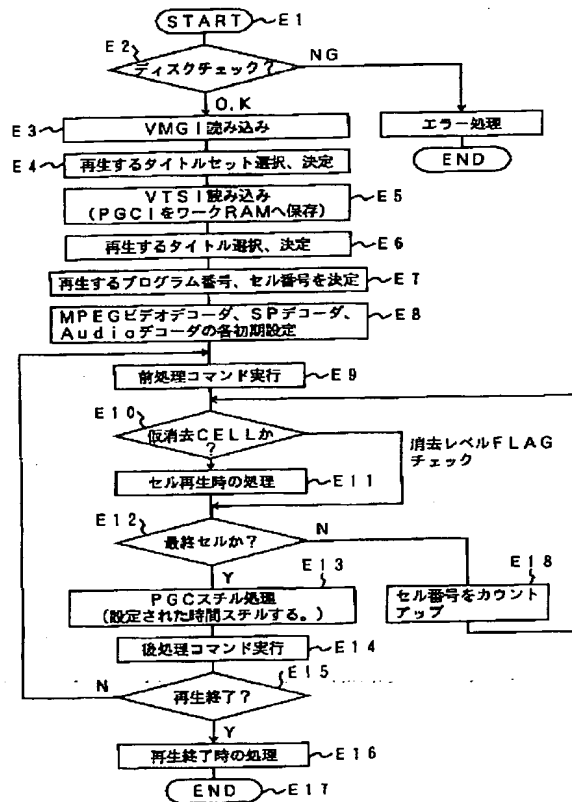 START
E1
E2
ディスクチェック?
NG
O.K
エラー処理
END
E3
VMGI読み込み
E4
再生するタイトルセット選択、決定
VTSI読み込み
(PGCIをワークRAMへ保存)
E5
再生するタイトル選択、決定
E6
再生するプログラム番号、セル番号を決定
E7
MPEGビデオデコーダ、SPデコーダ、
Audioデコーダの各初期設定
E8
前処理コマンド実行
E9
E10
仮消去CELLか
?
消去レベルFLAG
チェック
セル再生時の処理
E11
E12
最終セルか?
N
Y
E13
E18
PGCスチル処理
(設定された時間スチルする。)
セル番号をカウント
アップ
後処理コマンド実行
E14
N
再生終了?
E15
Y
再生終了時の処理
E16
END
E17